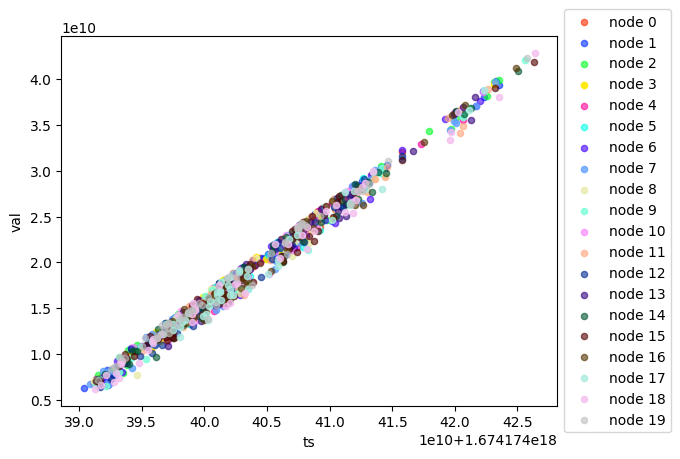 1e10
val
4.0
3.5
3.0
2.5
2.0
1.5
1.0
0.5
39.0 39.5 40.0 40.5 41.0 41.5 42.0 42.5
ts
1e10+1.674174e18
node 0
node 1
node 2
node 3
node 4
node 5
node 6
node 7
node 8
node 9
node 10
node 11
node 12
node 13
node 14
node 15
node 16
node 17
node 18
node 19